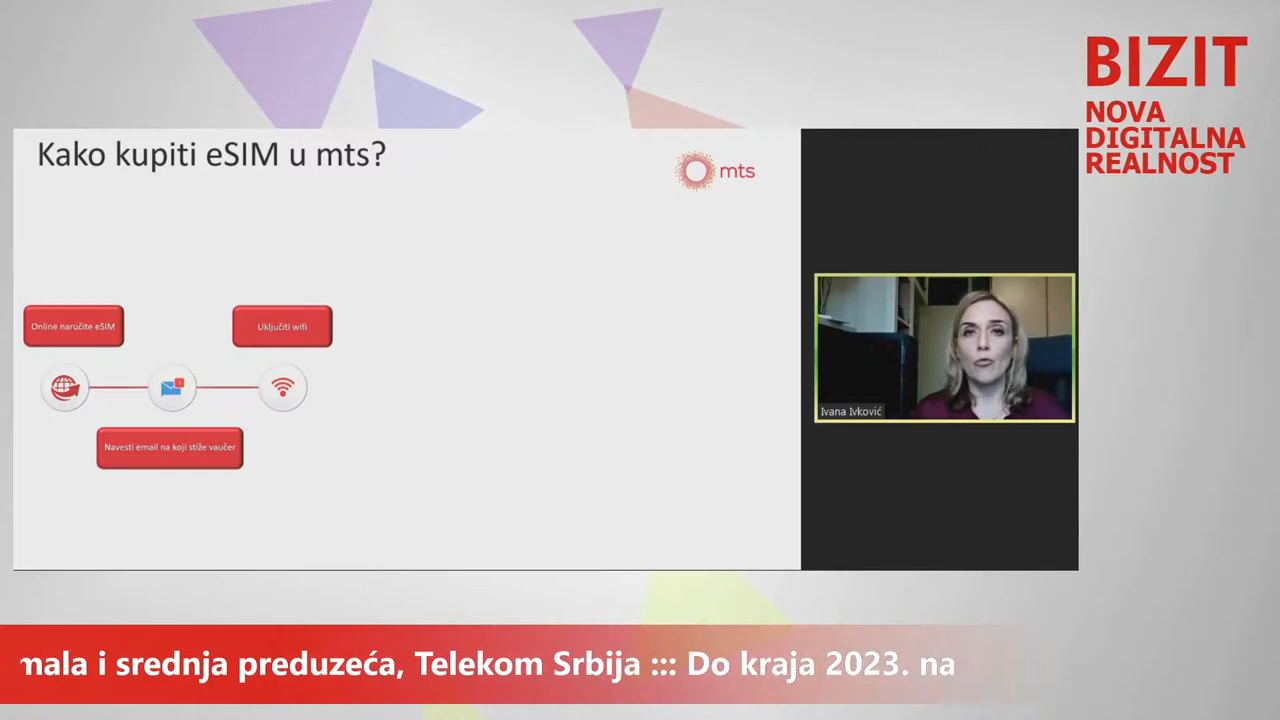 BIZIT
NOVA
DIGITALNA
REALNOST
Kako kupiti eSIM u mts?
mts
Online naručite eSIM
Uključiti wifi
Navesti email na koji stiže vaučer
Ivana Ivković
mala i srednja preduzeća, Telekom Srbija ::: Do kraja 2023. na